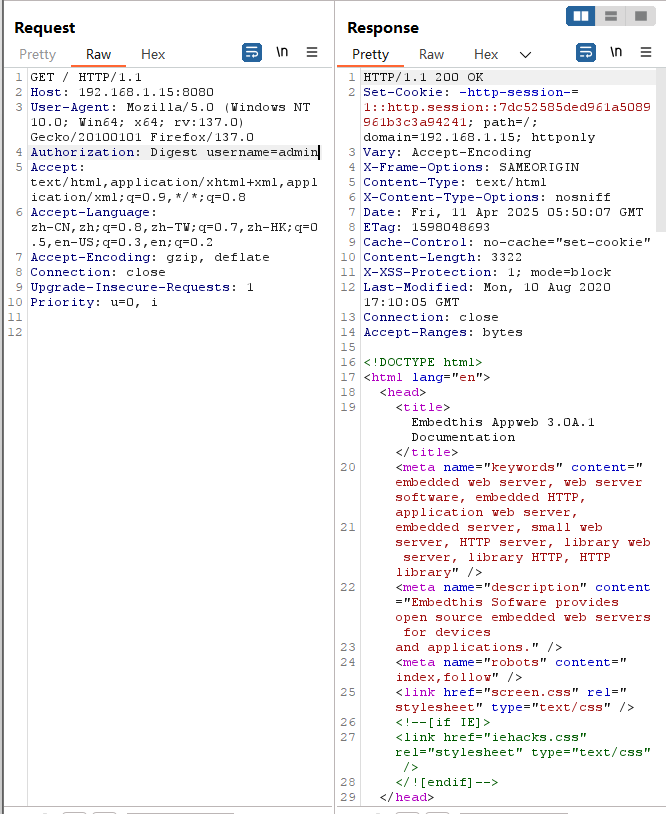 Request
Pretty Raw Hex \n
1 GET / HTTP/1.1
2 Host: 192.168.1.15:8080
3 User-Agent: Mozilla/5.0 (Windows NT
10.0; Win64; x64; rv:137.0)
Gecko/20100101 Firefox/137.0
4 Authorization: Digest username=admin
5 Accept:
text/html,application/xhtml+xml,appl
ication/xml;q=0.9,*/*;q=0.8
6 Accept-Language:
zh-CN,zh;q=0.8,zh-TW;q=0.7,zh-HK;q=0
.5,en-US;q=0.3,en;q=0.2
7 Accept-Encoding: gzip, deflate
8 Connection: close
9 Upgrade-Insecure-Requests: 1
10 Priority: u=0, i
11
12
Response
Pretty Raw Hex \n
1 HTTP/1.1 200 OK
2 Set-Cookie: -http-session-=
1::http.session::7dc52585ded961a5089
961b3c3a94241; path=/;
domain=192.168.1.15; httponly
3 Vary: Accept-Encoding
4 X-Frame-Options: SAMEORIGIN
5 Content-Type: text/html
6 X-Content-Type-Options: nosniff
7 Date: Fri, 11 Apr 2025 05:50:07 GMT
8 ETag: 1598048693
9 Cache-Control: no-cache="set-cookie"
10 Content-Length: 3322
11 X-XSS-Protection: 1; mode=block
12 Last-Modified: Mon, 10 Aug 2020
17:10:05 GMT
13 Connection: close
14 Accept-Ranges: bytes
15
16 <!DOCTYPE html>
17 <html lang="en">
18 <head>
19 <title>
Embedthis Appweb 3.0A.1
Documentation
</title>
20 <meta name="keywords" content="
embedded web server, web server
software, embedded HTTP,
application web server,
21 embedded server, small web
server, HTTP server, library web
server, library HTTP, HTTP
library" />
22 <meta name="description" content
="Embedthis Sofware provides
open source embedded web servers
for devices
23 and applications." />
24 <meta name="robots" content="
index,follow" />
25 <link href="screen.css" rel="
stylesheet" type="text/css" />
26 <!--[if IE]>
27 <link href="iehacks.css"
rel="stylesheet" type="text/css"
/>
28 </![endif]-->
29 </head>